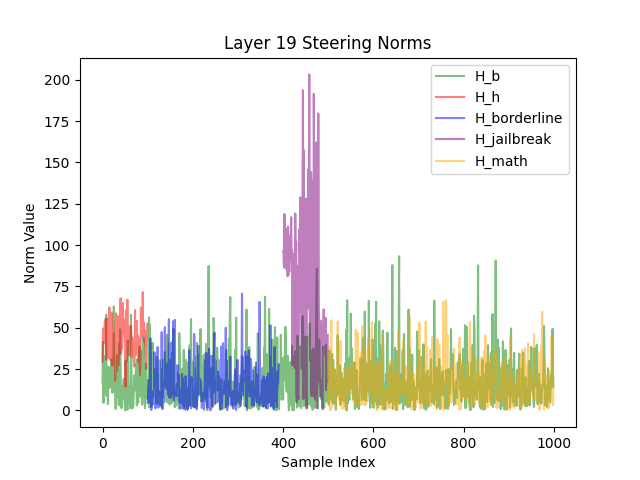 Layer 19 Steering Norms
H_b
H_h
H_borderline
H_jailbreak
H_math
Norm Value
200
175
150
125
100
75
50
25
0
0 200 400 600 800 1000
Sample Index